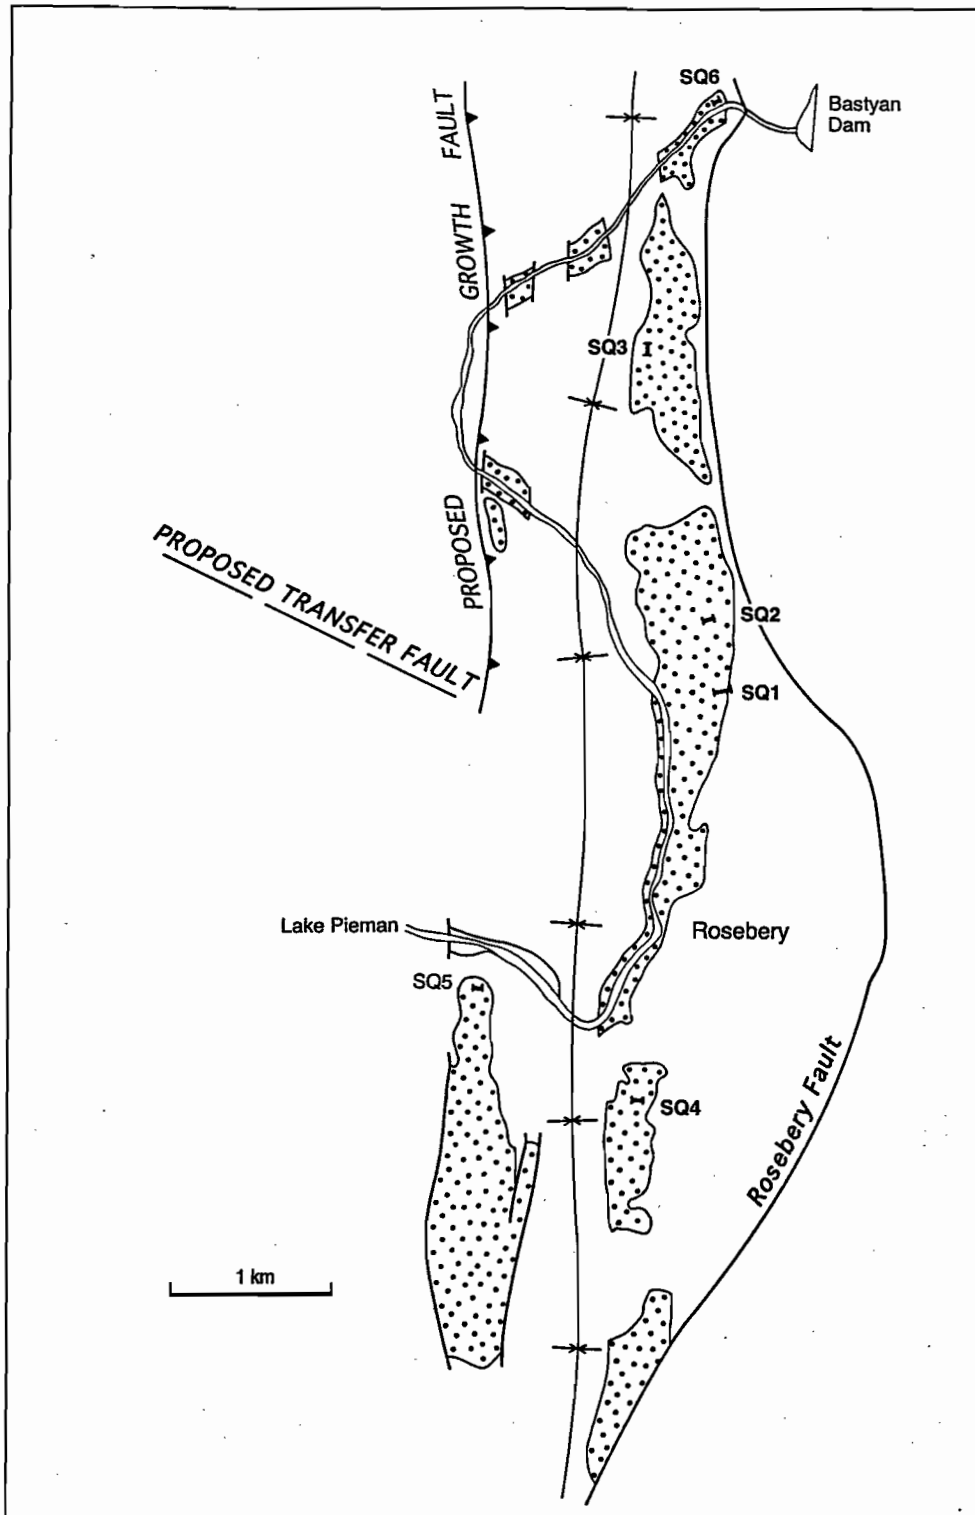 SQ6
Bastyan
Dam
PROPOSED GROWTH FAULT
SQ3
PROPOSED TRANSFER FAULT
SQ2
SQ1
Lake Pieman
Rosebery
SQ5
SQ4
Rosebery Fault
1 km